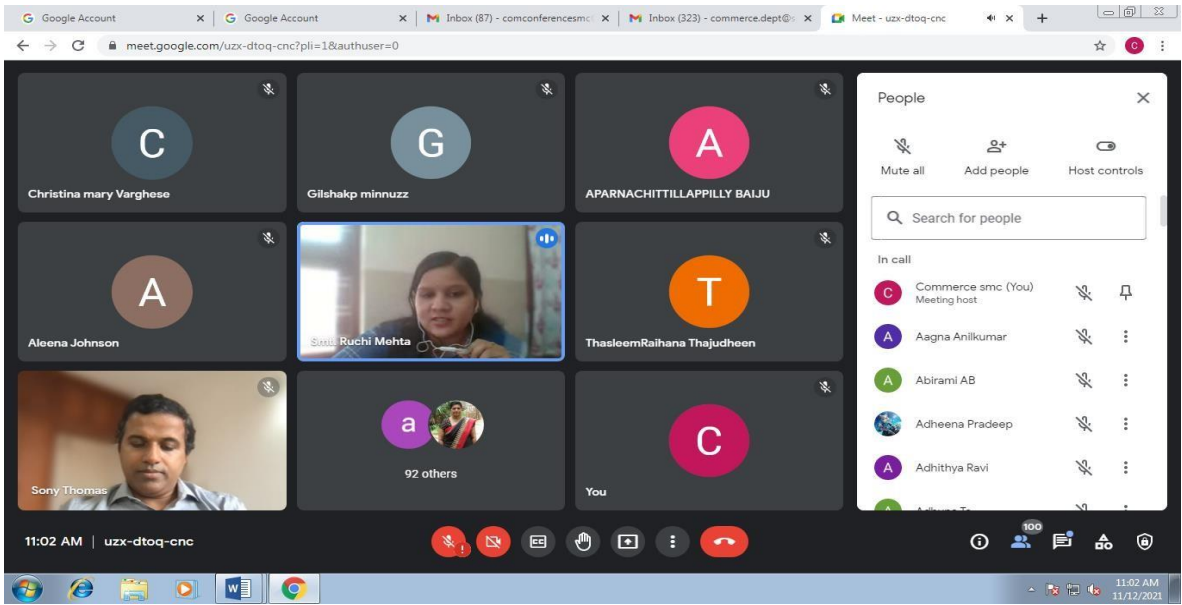 Google Account
Google Account
Inbox (87) - comconferencesmc
Inbox (323) - commerce.dept@s
Meet - uzx-dtoq-cnc
meet.google.com/uzx-dtoq-cnc?pli=1&authuser=0
C
C
Christina mary Varghese
G
Gilshakp minnuzz
A
APARNACHITTILLAPPILLY BAIJU
A
Aleena Johnson
Ruchi Mehta
T
ThasleemRaihana Thajudheen
Sony Thomas
a
92 others
C
You
People
Mute all
Add people
Host controls
Search for people
In call
C
Commerce smc (You)
Meeting host
A
Aagna Anilkumar
A
Abirami AB
Adheena Pradeep
A
Adhithya Ravi
11:02 AM | uzx-dtoq-cnc
CC
100
W
11:02 AM
11/12/2021